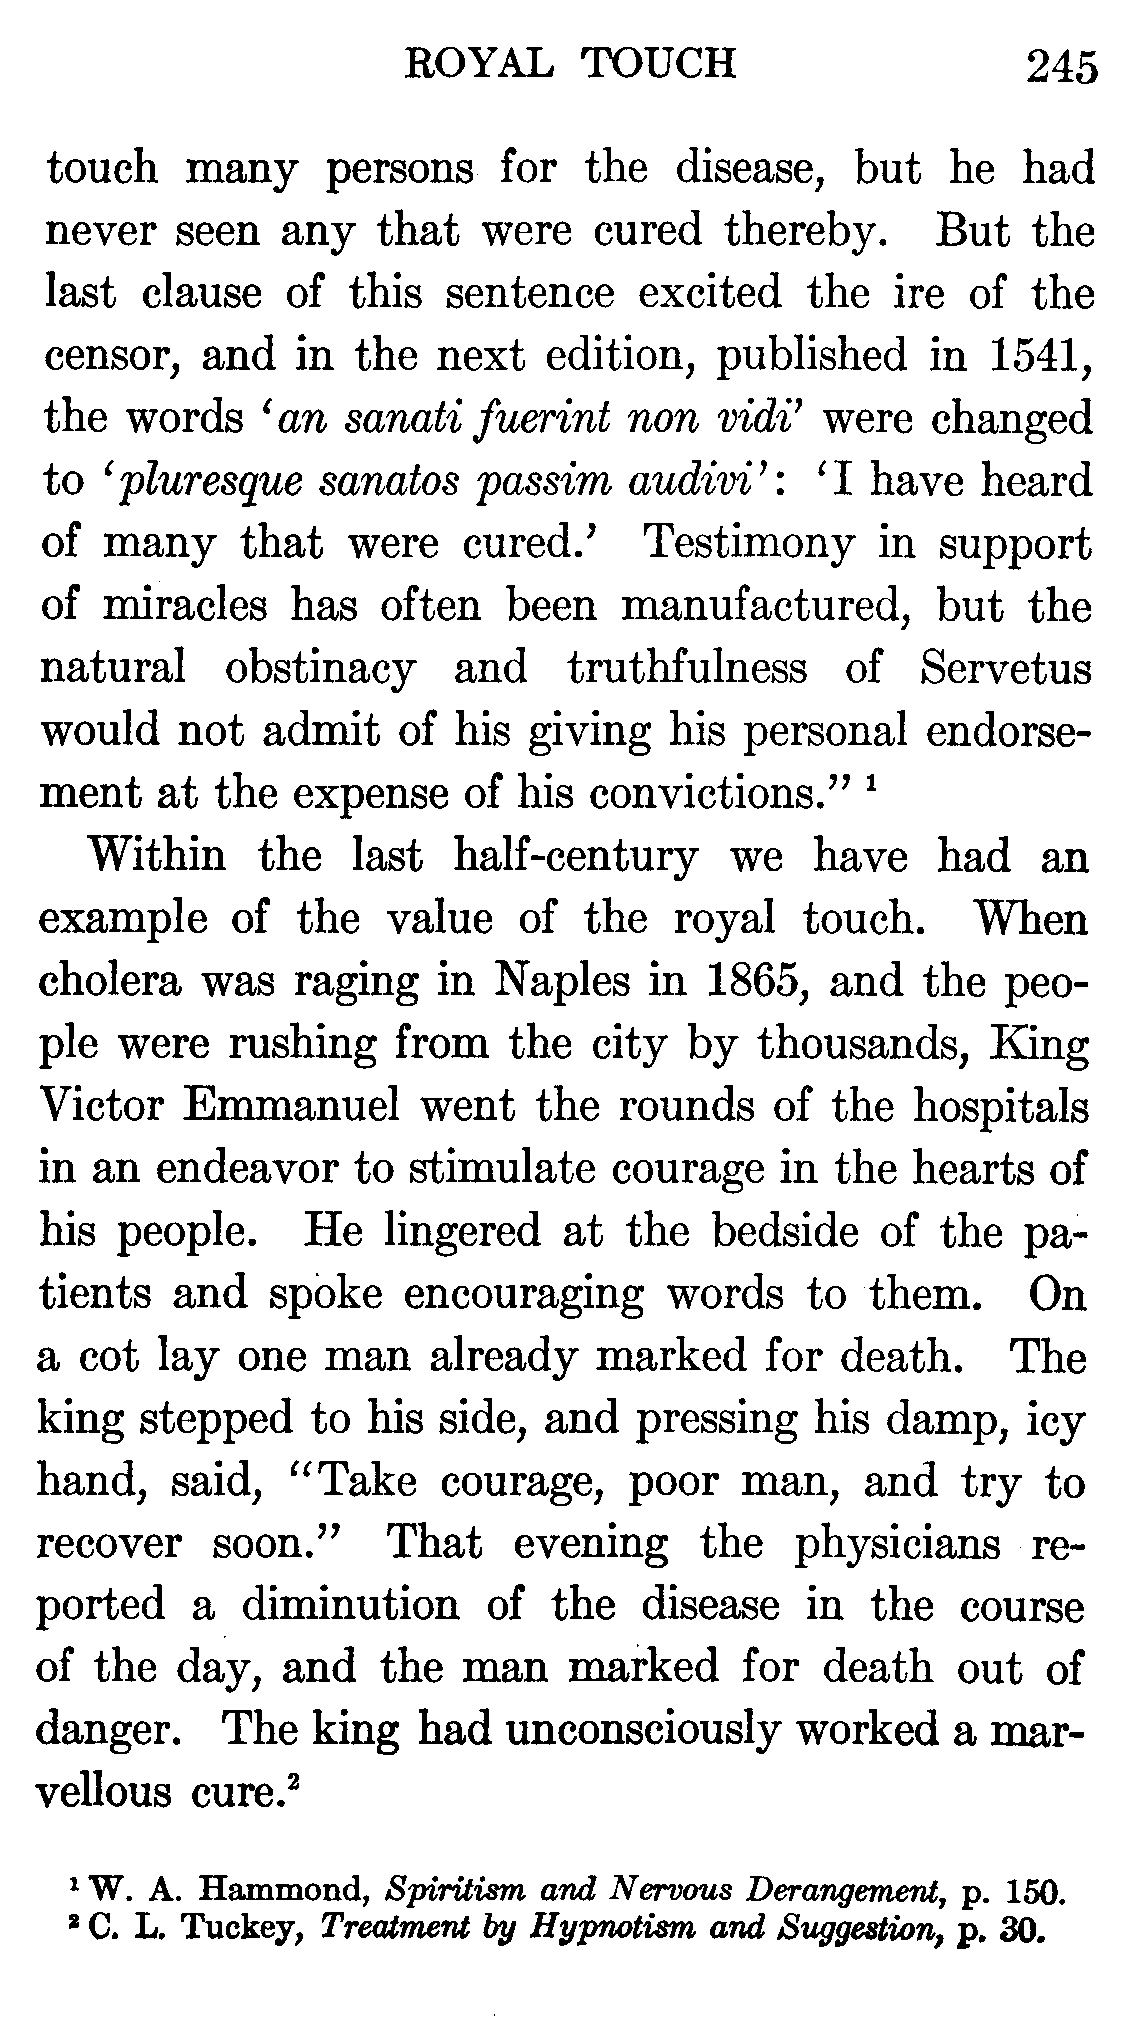 ROYAL TOUCH 245
touch many persons for the disease, but he had
never seen any that were cured thereby. But the
last clause of this sentence excited the ire of the
censor, and in the next edition, published in 1541,
the words ‘an sanati fuerint non vidi’ were changed
to ‘pluresque sanatos passim audivi’: ‘I have heard
of many that were cured.’ Testimony in support
of miracles has often been manufactured, but the
natural obstinacy and truthfulness of Servetus
would not admit of his giving his personal endorse-
ment at the expense of his convictions.” ¹
Within the last half-century we have had an
example of the value of the royal touch. When
cholera was raging in Naples in 1865, and the peo-
ple were rushing from the city by thousands, King
Victor Emmanuel went the rounds of the hospitals
in an endeavor to stimulate courage in the hearts of
his people. He lingered at the bedside of the pa-
tients and spoke encouraging words to them. On
a cot lay one man already marked for death. The
king stepped to his side, and pressing his damp, icy
hand, said, “Take courage, poor man, and try to
recover soon.” That evening the physicians re-
ported a diminution of the disease in the course
of the day, and the man marked for death out of
danger. The king had unconsciously worked a mar-
vellous cure.²
¹ W. A. Hammond, Spiritism and Nervous Derangement, p. 150.
² C. L. Tuckey, Treatment by Hypnotism and Suggestion, p. 30.